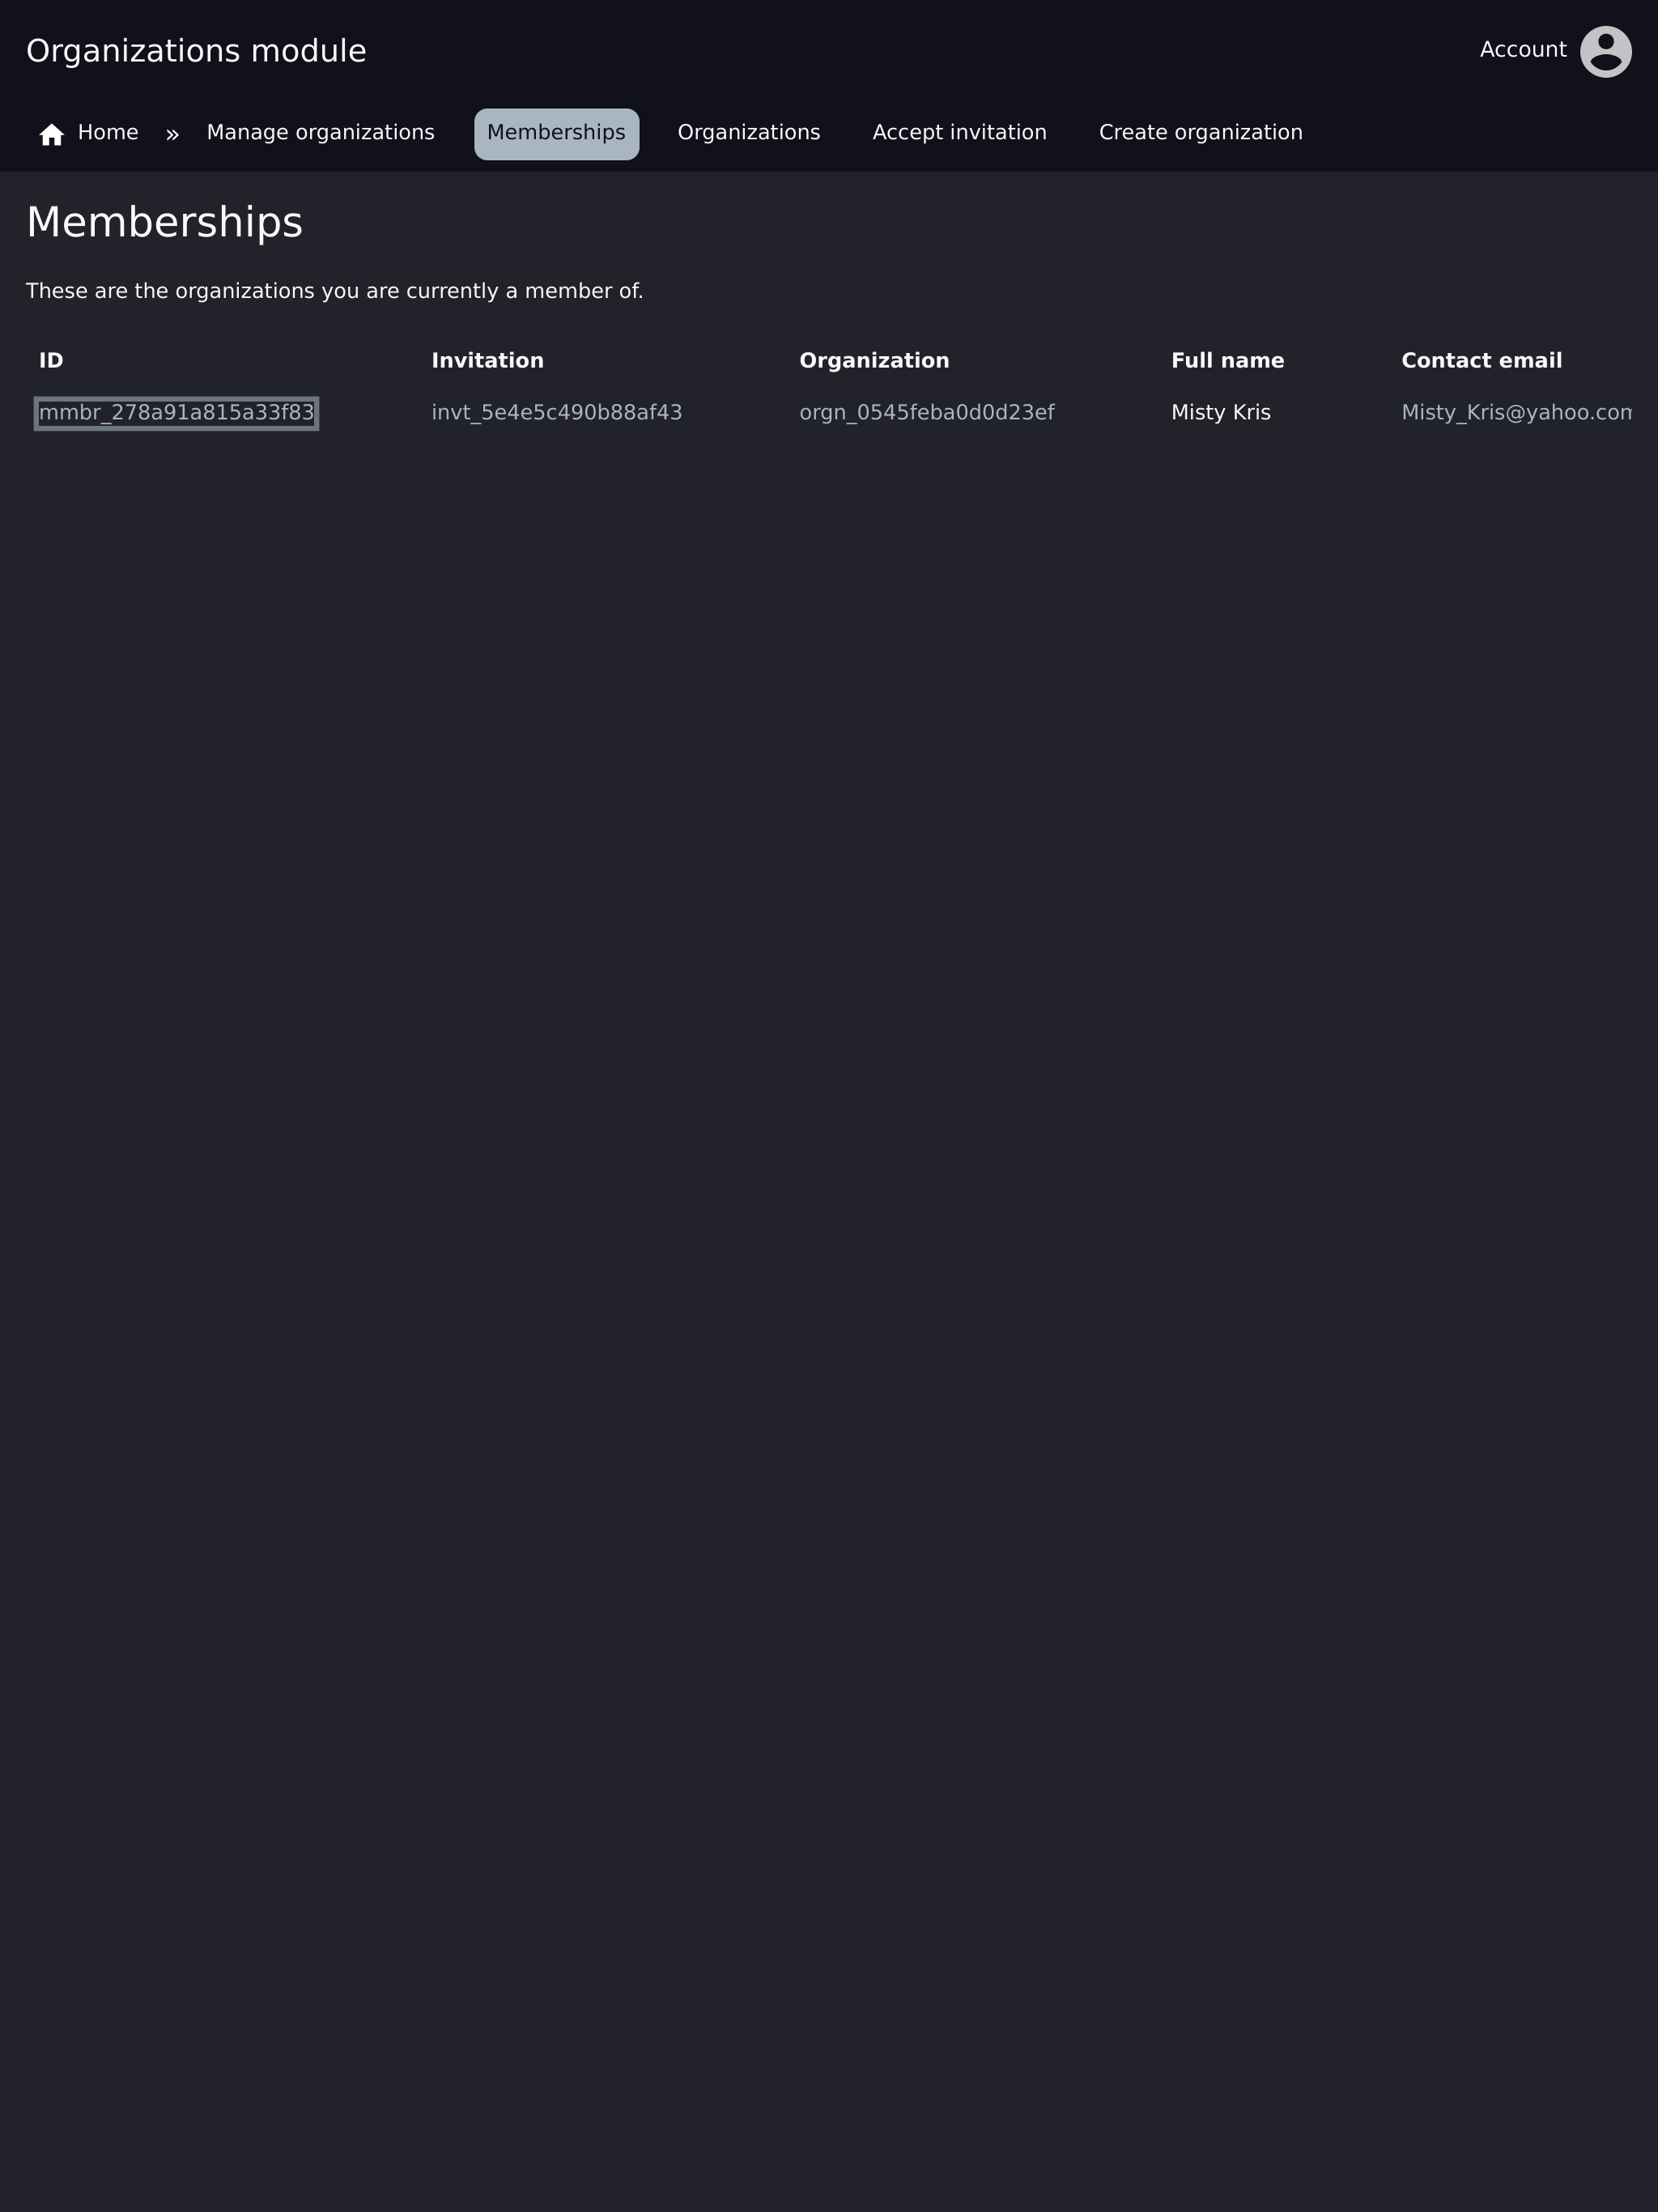 Organizations module
Account
Home » Manage organizations Memberships Organizations Accept invitation Create organization
Memberships
These are the organizations you are currently a member of.
ID Invitation Organization Full name Contact email
mmbr_278a91a815a33f83 invt_5e4e5c490b88af43 orgn_0545feba0d0d23ef Misty Kris Misty_Kris@yahoo.com